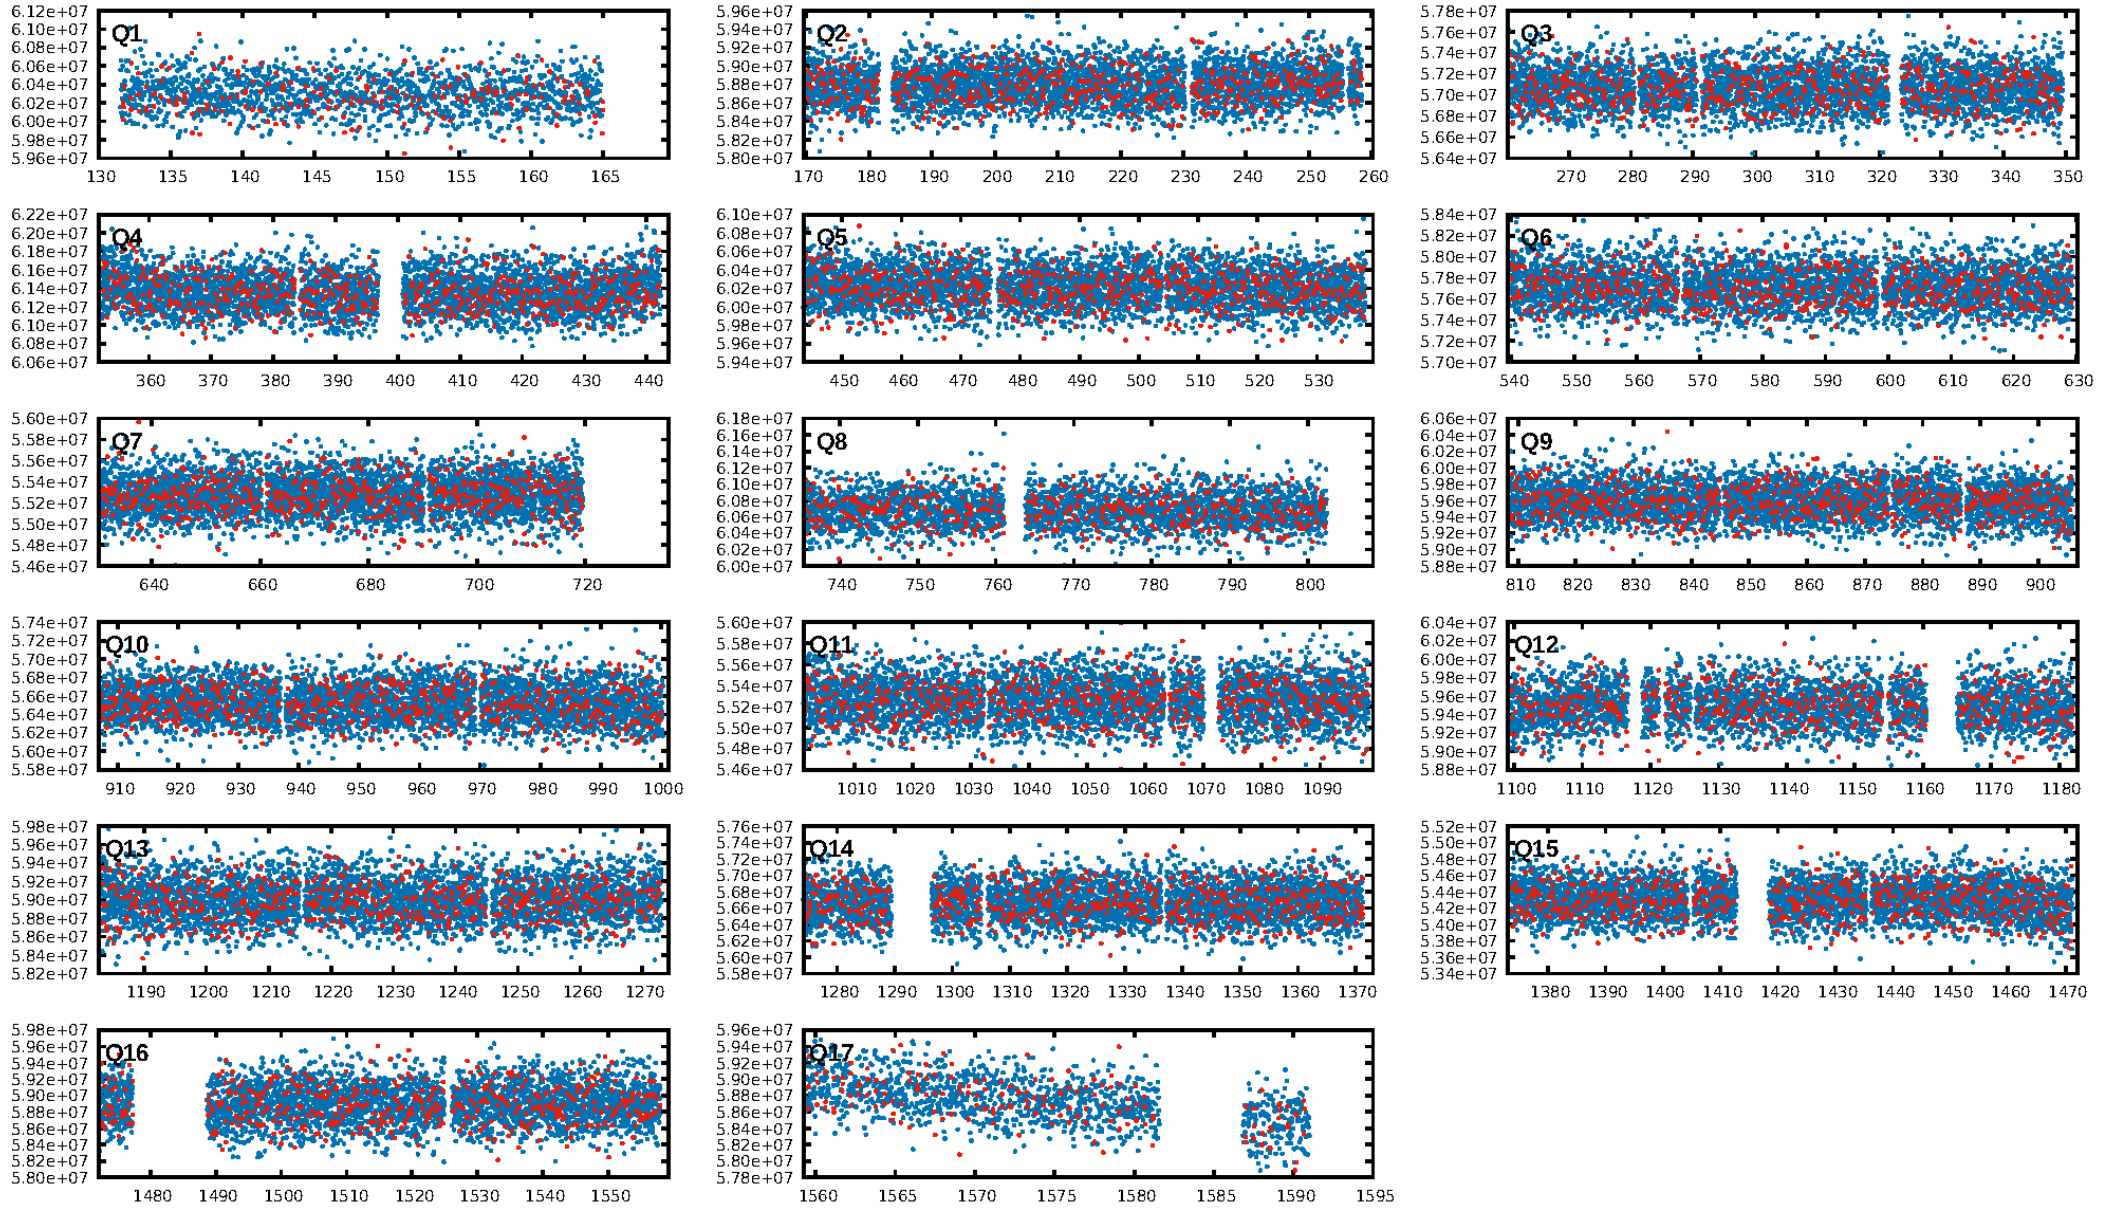 6.12e+07 6.10e+07 6.08e+07 6.06e+07 6.04e+07 6.02e+07 6.00e+07 5.98e+07 5.96e+07
Q1
130 135 140 145 150 155 160 165
5.96e+07 5.94e+07 5.92e+07 5.90e+07 5.88e+07 5.86e+07 5.84e+07 5.82e+07 5.80e+07
Q2
170 180 190 200 210 220 230 240 250 260
5.78e+07 5.76e+07 5.74e+07 5.72e+07 5.70e+07 5.68e+07 5.66e+07 5.64e+07
Q3
270 280 290 300 310 320 330 340 350
6.22e+07 6.20e+07 6.18e+07 6.16e+07 6.14e+07 6.12e+07 6.10e+07 6.08e+07 6.06e+07
Q4
360 370 380 390 400 410 420 430 440
6.10e+07 6.08e+07 6.06e+07 6.04e+07 6.02e+07 6.00e+07 5.98e+07 5.96e+07 5.94e+07
Q5
450 460 470 480 490 500 510 520 530
5.84e+07 5.82e+07 5.80e+07 5.78e+07 5.76e+07 5.74e+07 5.72e+07 5.70e+07
Q6
540 550 560 570 580 590 600 610 620 630
5.60e+07 5.58e+07 5.56e+07 5.54e+07 5.52e+07 5.50e+07 5.48e+07 5.46e+07
Q7
640 660 680 700 720
6.18e+07 6.16e+07 6.14e+07 6.12e+07 6.10e+07 6.08e+07 6.06e+07 6.04e+07 6.02e+07 6.00e+07
Q8
740 750 760 770 780 790 800
6.06e+07 6.04e+07 6.02e+07 6.00e+07 5.98e+07 5.96e+07 5.94e+07 5.92e+07 5.90e+07 5.88e+07
Q9
810 820 830 840 850 860 870 880 890 900
5.74e+07 5.72e+07 5.70e+07 5.68e+07 5.66e+07 5.64e+07 5.62e+07 5.60e+07 5.58e+07
Q10
910 920 930 940 950 960 970 980 990 1000
5.60e+07 5.58e+07 5.56e+07 5.54e+07 5.52e+07 5.50e+07 5.48e+07 5.46e+07
Q11
1010 1020 1030 1040 1050 1060 1070 1080 1090
6.04e+07 6.02e+07 6.00e+07 5.98e+07 5.96e+07 5.94e+07 5.92e+07 5.90e+07 5.88e+07
Q12
1100 1110 1120 1130 1140 1150 1160 1170 1180
5.98e+07 5.96e+07 5.94e+07 5.92e+07 5.90e+07 5.88e+07 5.86e+07 5.84e+07 5.82e+07
Q13
1190 1200 1210 1220 1230 1240 1250 1260 1270
5.76e+07 5.74e+07 5.72e+07 5.70e+07 5.68e+07 5.66e+07 5.64e+07 5.62e+07 5.60e+07 5.58e+07
Q14
1280 1290 1300 1310 1320 1330 1340 1350 1360 1370
5.52e+07 5.50e+07 5.48e+07 5.46e+07 5.44e+07 5.42e+07 5.40e+07 5.38e+07 5.36e+07 5.34e+07
Q15
1380 1390 1400 1410 1420 1430 1440 1450 1460 1470
5.98e+07 5.96e+07 5.94e+07 5.92e+07 5.90e+07 5.88e+07 5.86e+07 5.84e+07 5.82e+07 5.80e+07
Q16
1480 1490 1500 1510 1520 1530 1540 1550
5.96e+07 5.94e+07 5.92e+07 5.90e+07 5.88e+07 5.86e+07 5.84e+07 5.82e+07 5.80e+07 5.78e+07
Q17
1560 1565 1570 1575 1580 1585 1590 1595